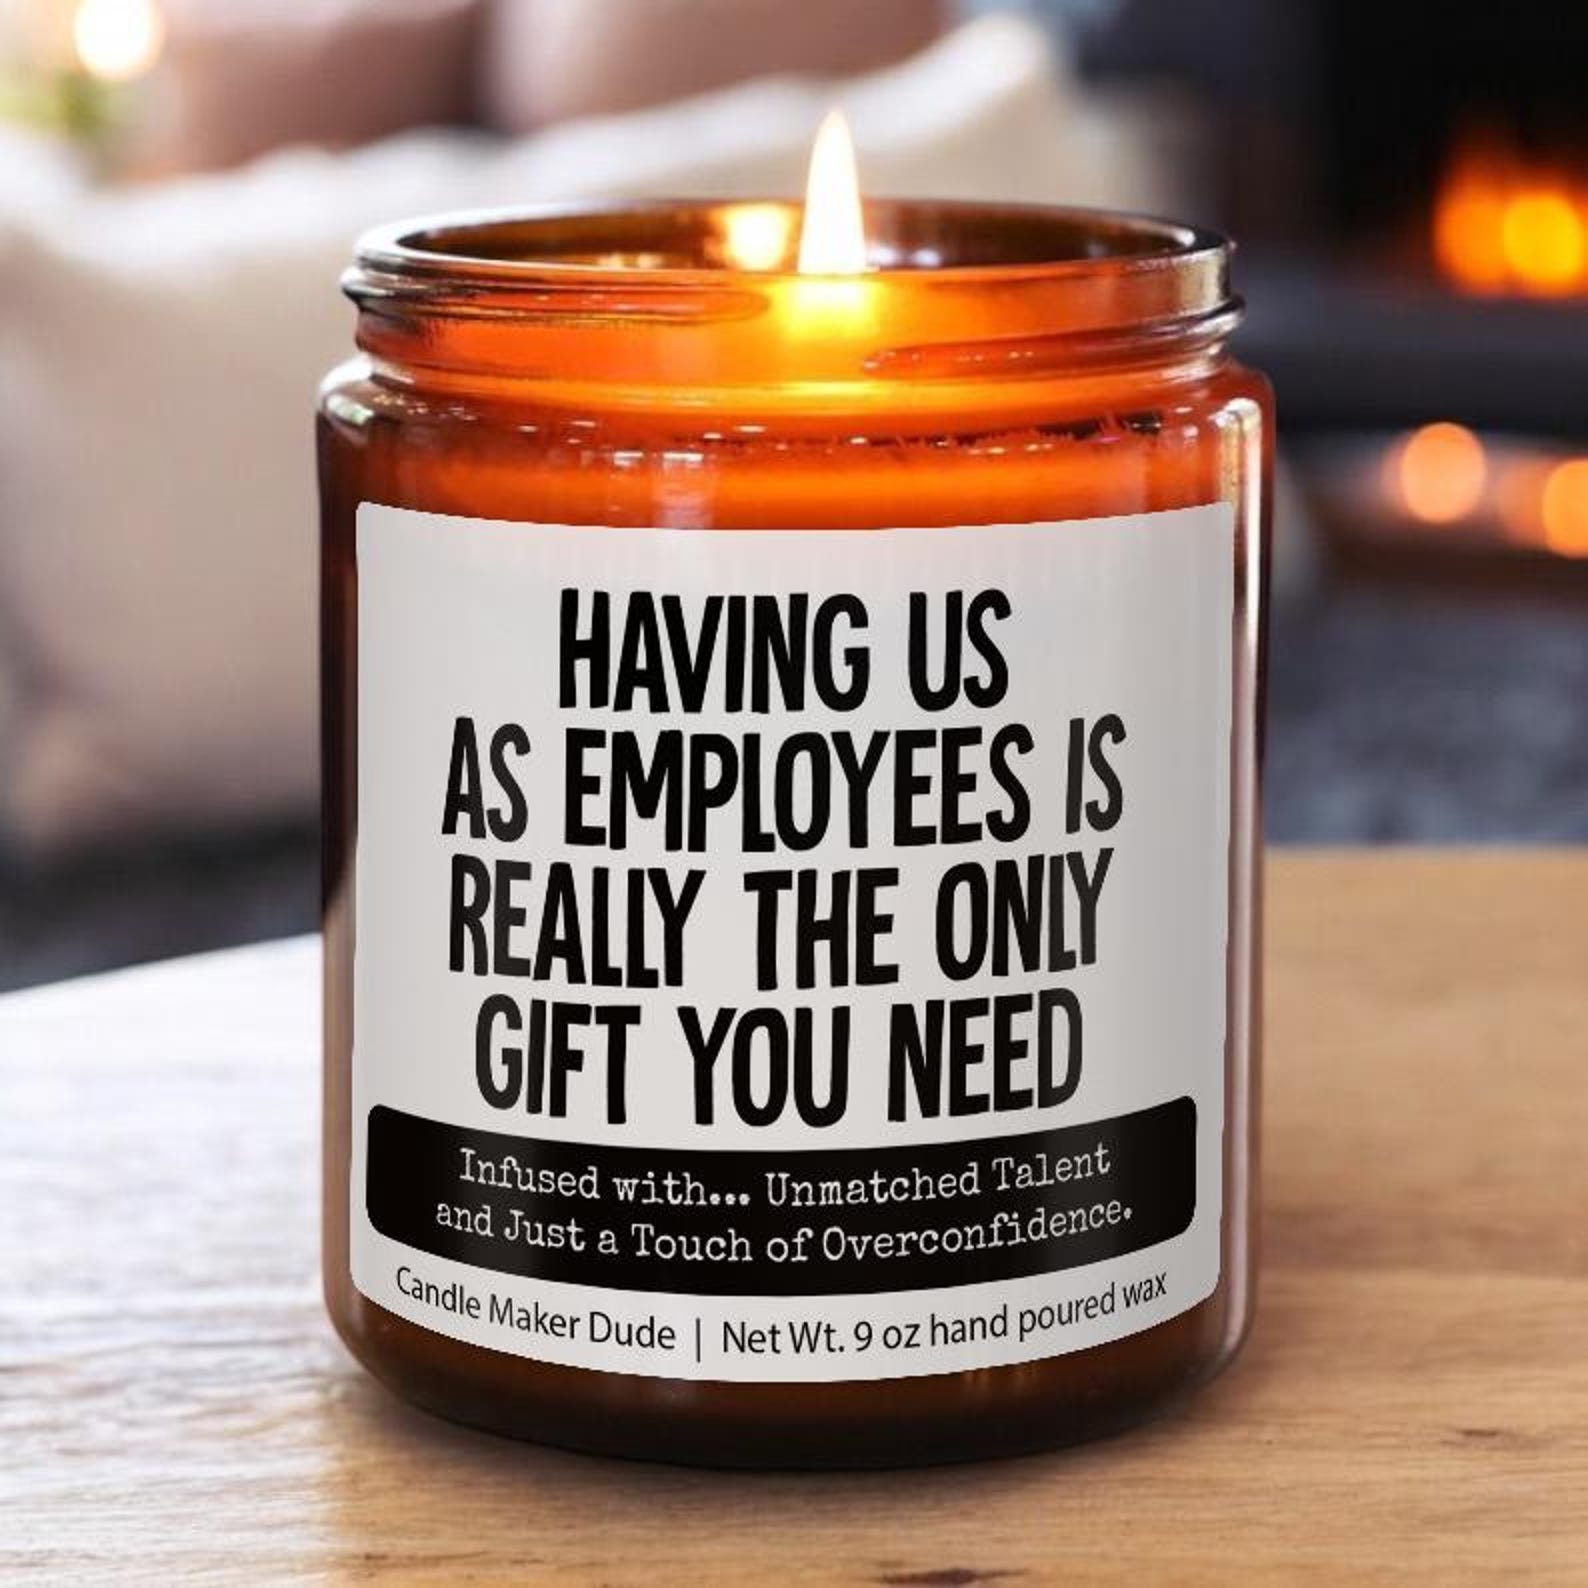 HAVING US
AS EMPLOYEES IS
REALLY THE ONLY
GIFT YOU NEED
Infused with... Unmatched Talent
and Just a Touch of Overconfidence.
Candle Maker Dude | Net Wt. 9 oz hand poured wax